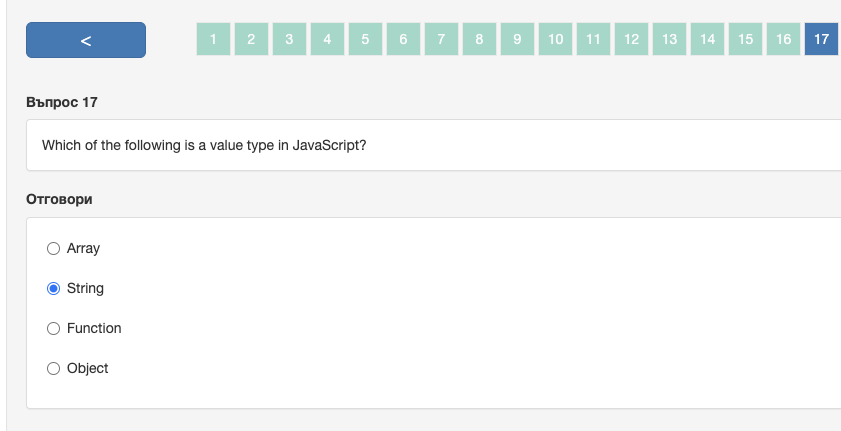 < 1 2 3 4 5 6 7 8 9 10 11 12 13 14 15 16 17
Въпрос 17
Which of the following is a value type in JavaScript?
Отговори
Array
String
Function
Object